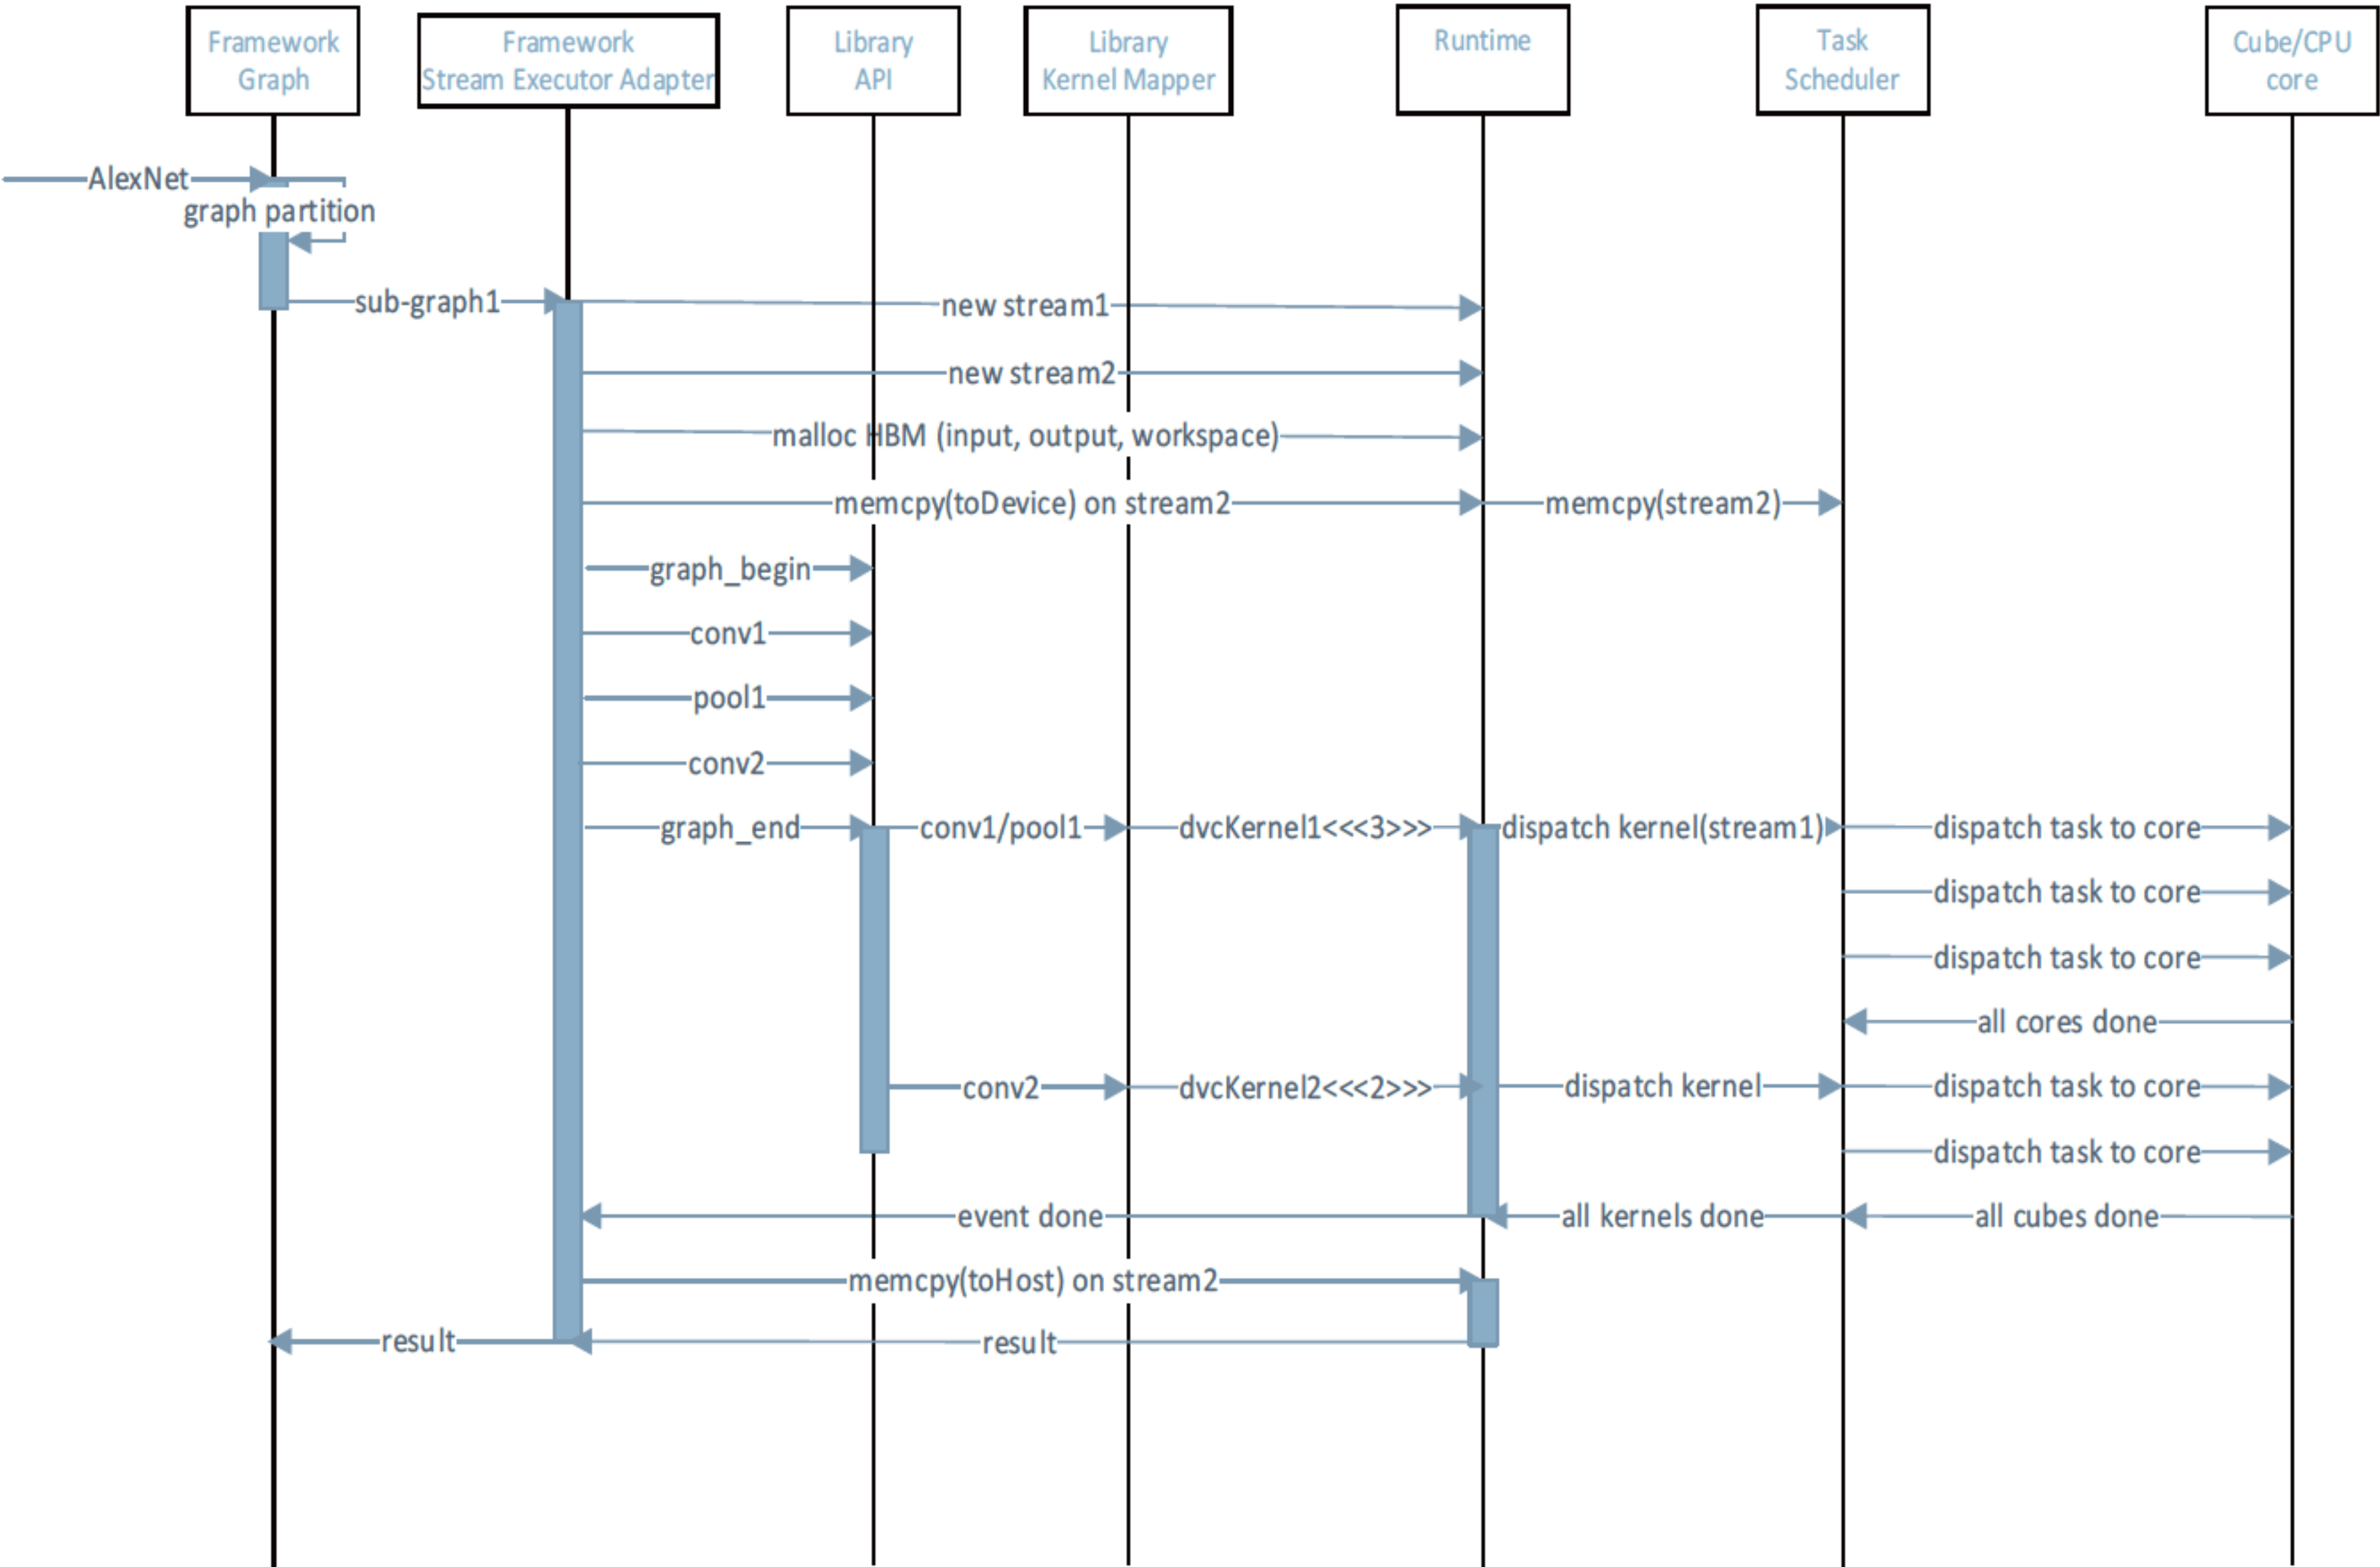 Framework
Graph
Framework
Stream Executor Adapter
Library
API
Library
Kernel Mapper
Runtime
Task
Scheduler
Cube/CPU
core
AlexNet
graph partition
sub-graph1
new stream1
new stream2
malloc HBM (input, output, workspace)
memcpy(toDevice) on stream2
memcpy(stream2)
graph_begin
conv1
pool1
conv2
graph_end
conv1/pool1
dvcKernel1<<<3>>>
dispatch kernel(stream1)
dispatch task to core
dispatch task to core
dispatch task to core
all cores done
conv2
dvcKernel2<<<2>>>
dispatch kernel
dispatch task to core
dispatch task to core
event done
all kernels done
all cubes done
memcpy(toHost) on stream2
result
result